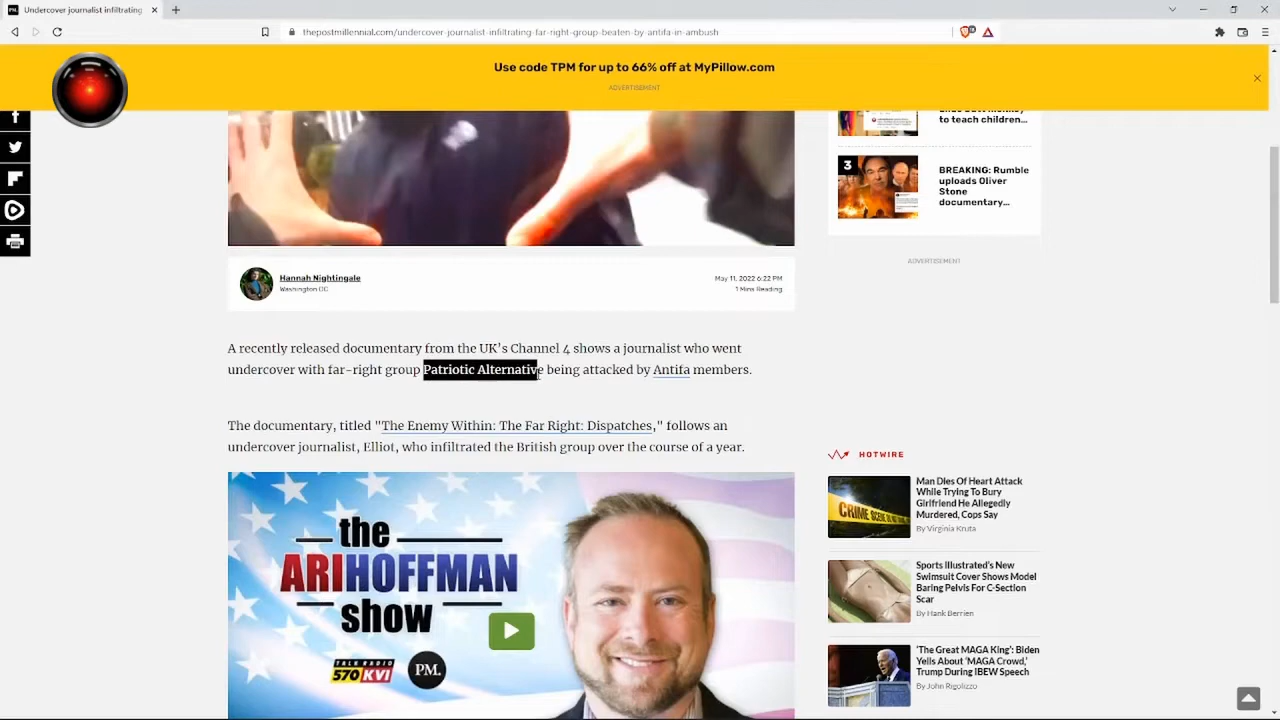 PM. Undercover journalist infiltrating
thepostmillennial.com/undercover-journalist-infiltrating-far-right-group-beaten-by-antifa-in-ambush
Use code TPM for up to 66% off at MyPillow.com
ADVERTISEMENT
to teach children...
3
BREAKING: Rumble
uploads Oliver
Stone
documentary...
Hannah Nightingale
Washington DC
May 11, 2022 6:22 PM
1 Mins Reading
ADVERTISEMENT
A recently released documentary from the UK's Channel 4 shows a journalist who went
undercover with far-right group Patriotic Alternative being attacked by Antifa members.
The documentary, titled "The Enemy Within: The Far Right: Dispatches," follows an
undercover journalist, Elliot, who infiltrated the British group over the course of a year.
the
ARI HOFFMAN
show
TALK RADIO
570 KVI
PM.
HOTWIRE
CRIME SCENE DO NOT
Man Dies Of Heart Attack
While Trying To Bury
Girlfriend He Allegedly
Murdered, Cops Say
By Virginia Kruta
Sports Illustrated's New
Swimsuit Cover Shows Model
Baring Pelvis For C-Section
Scar
By Hank Berrien
'The Great MAGA King': Biden
Yells About 'MAGA Crowd,'
Trump During IBEW Speech
By John Rigolizzo